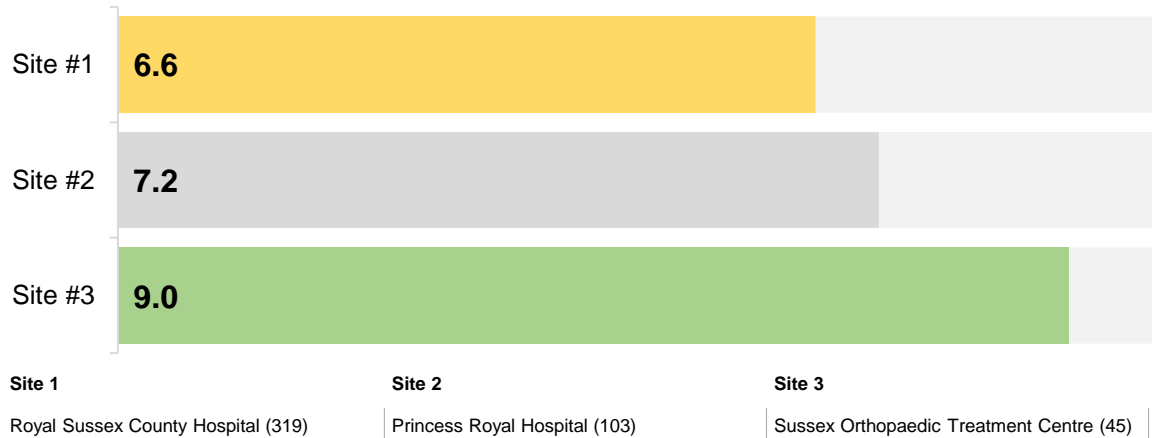 Site #1
6.6
Site #2
7.2
Site #3
9.0
Site 1 Site 2 Site 3
Royal Sussex County Hospital (319) Princess Royal Hospital (103) Sussex Orthopaedic Treatment Centre (45)